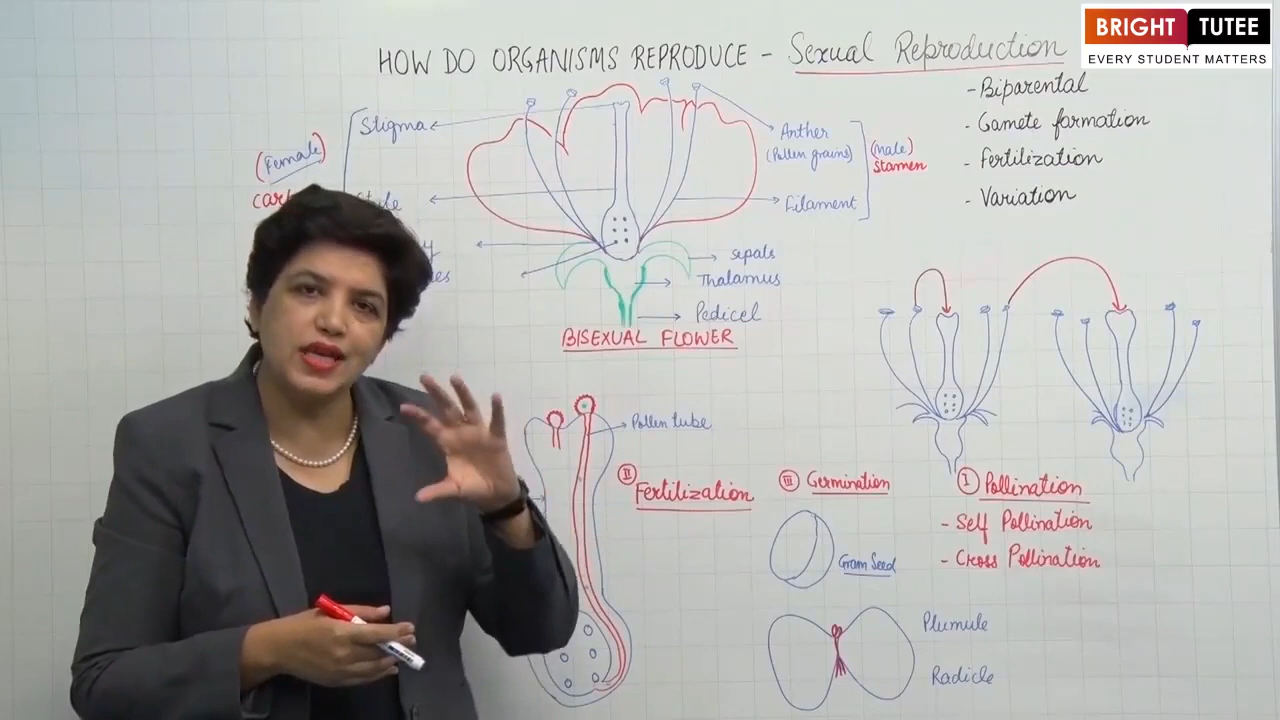 BRIGHT TUTEE
EVERY STUDENT MATTERS
HOW DO ORGANISMS REPRODUCE - Sexual Reproduction
- Biparental
- Gamete formation
- Fertilization
- Variation
Stigma
(Female)
Anther
(Pollen grains)
(male)
stamen
Filament
sepals
Thalamus
Pedicel
BISEXUAL FLOWER
Pollen tube
II Fertilization
III Germination
Gram Seed
Plumule
Radicle
I Pollination
- Self Pollination
- Cross Pollination